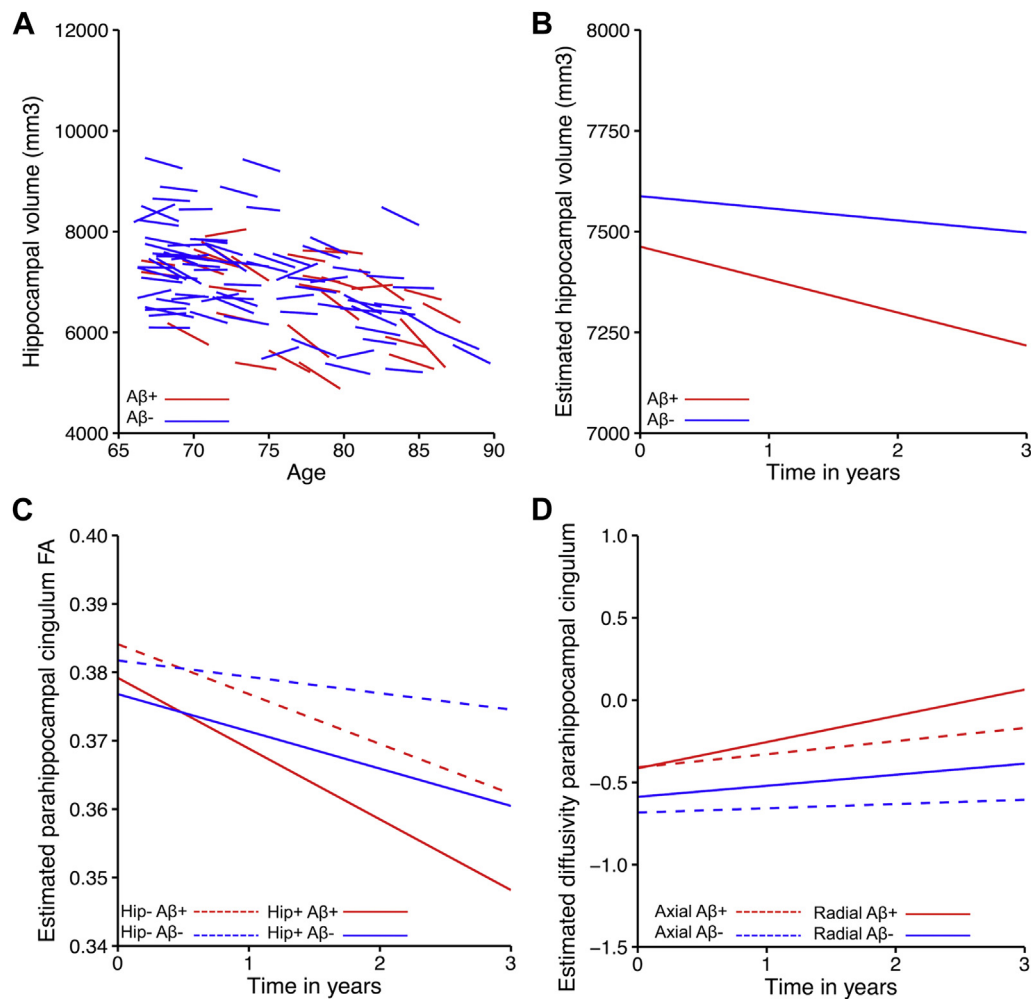 A
Hippocampal volume (mm3)
12000
10000
8000
6000
4000
Aβ+
Aβ-
65 70 75 80 85 90
Age
B
Estimated hippocampal volume (mm3)
8000
7750
7500
7250
7000
Aβ+
Aβ-
0 1 2 3
Time in years
C
Estimated parahippocampal cingulum FA
0.40
0.39
0.38
0.37
0.36
0.35
0.34
Hip- Aβ+ Hip+ Aβ+
Hip- Aβ- Hip+ Aβ-
0 1 2 3
Time in years
D
Estimated diffusivity parahippocampal cingulum
1.0
0.5
0.0
−0.5
−1.0
−1.5
Axial Aβ+ Radial Aβ+
Axial Aβ- Radial Aβ-
0 1 2 3
Time in years